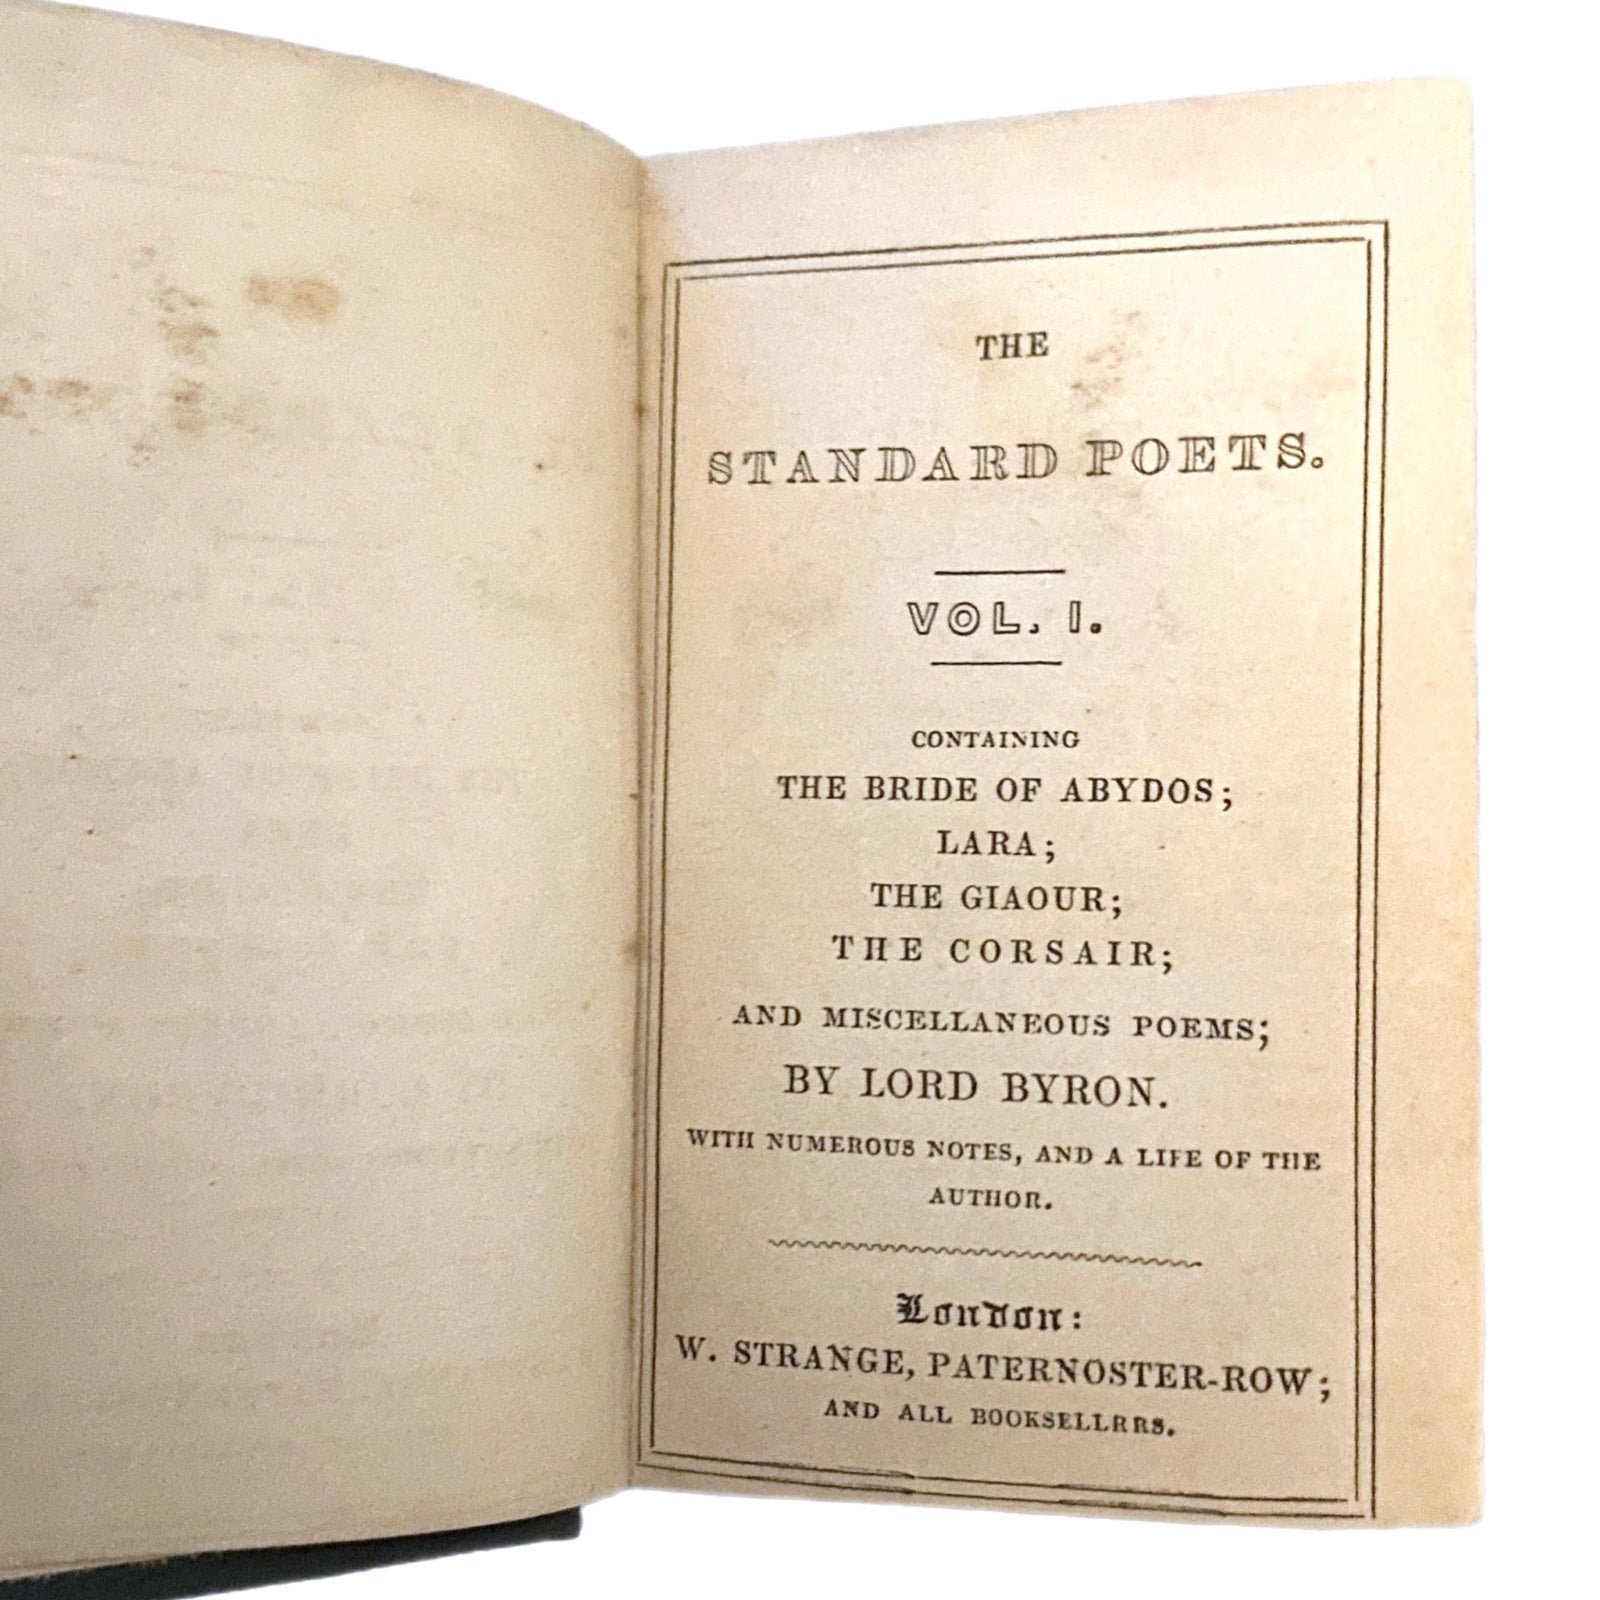 THE
STANDARD POETS.
VOL. I.
CONTAINING
THE BRIDE OF ABYDOS;
LARA;
THE GIAOUR;
THE CORSAIR;
AND MISCELLANEOUS POEMS;
BY LORD BYRON.
WITH NUMEROUS NOTES, AND A LIFE OF THE
AUTHOR.
London:
W. STRANGE, PATERNOSTER-ROW;
AND ALL BOOKSELLRRS.